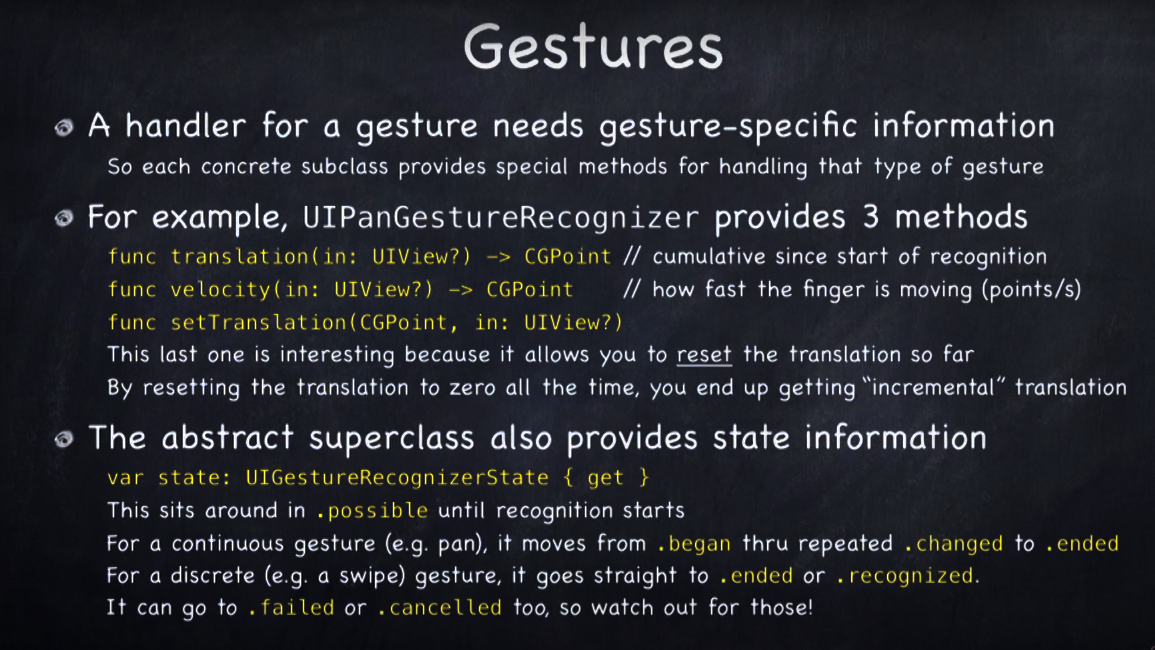 Gestures
A handler for a gesture needs gesture-specific information
So each concrete subclass provides special methods for handling that type of gesture
For example, UIPanGestureRecognizer provides 3 methods
func translation(in: UIView?) -> CGPoint // cumulative since start of recognition
func velocity(in: UIView?) -> CGPoint // how fast the finger is moving (points/s)
func setTranslation(CGPoint, in: UIView?)
This last one is interesting because it allows you to reset the translation so far
By resetting the translation to zero all the time, you end up getting “incremental” translation
The abstract superclass also provides state information
var state: UIGestureRecognizerState { get }
This sits around in .possible until recognition starts
For a continuous gesture (e.g. pan), it moves from .began thru repeated .changed to .ended
For a discrete (e.g. a swipe) gesture, it goes straight to .ended or .recognized.
It can go to .failed or .cancelled too, so watch out for those!